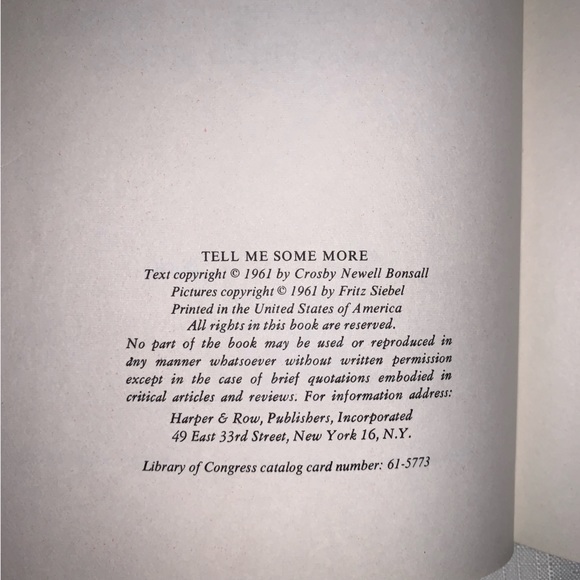 TELL ME SOME MORE
Text copyright © 1961 by Crosby Newell Bonsall
Pictures copyright © 1961 by Fritz Siebel
Printed in the United States of America
All rights in this book are reserved.
No part of the book may be used or reproduced in
any manner whatsoever without written permission
except in the case of brief quotations embodied in
critical articles and reviews. For information address:
Harper & Row, Publishers, Incorporated
49 East 33rd Street, New York 16, N.Y.
Library of Congress catalog card number: 61-5773